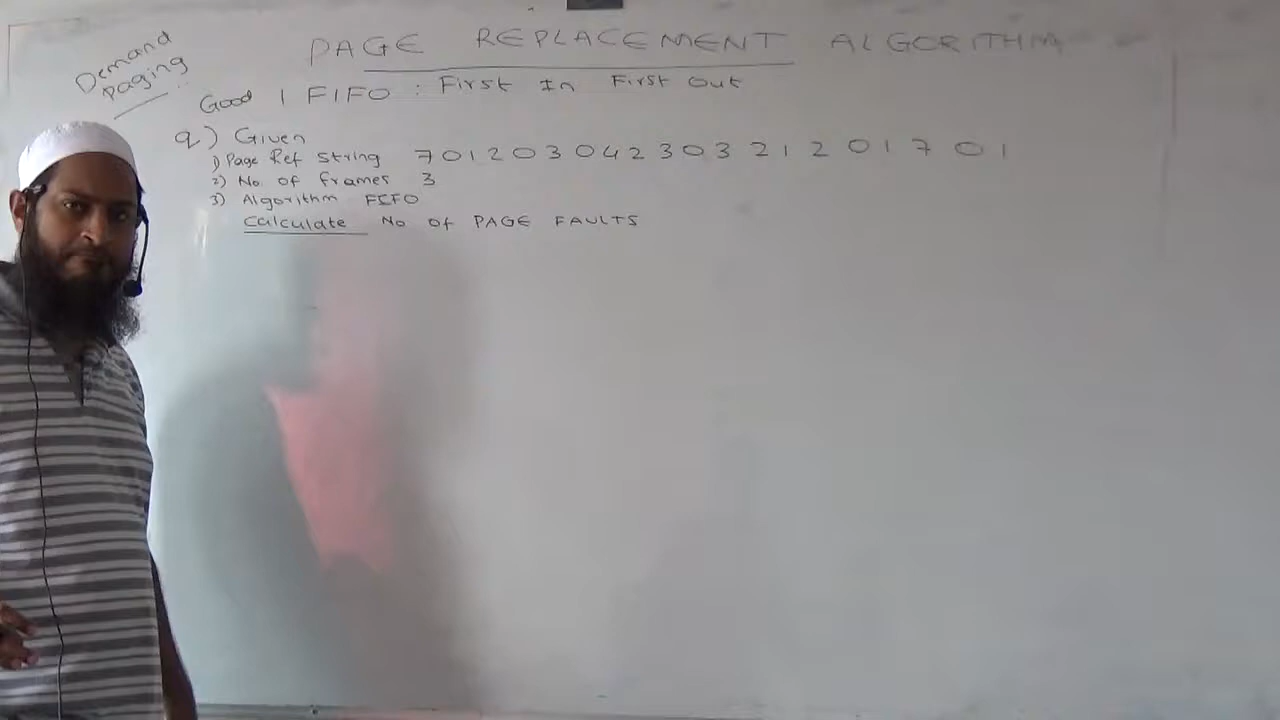 Demand
Paging
PAGE REPLACEMENT ALGORITHM
Good | FIFO : First In First Out
q) Given
1) Page Ref String 7 0 1 2 0 3 0 4 2 3 0 3 2 1 2 0 1 7 0 1
2) No. of frames 3
3) Algorithm FIFO
Calculate No of PAGE FAULTS